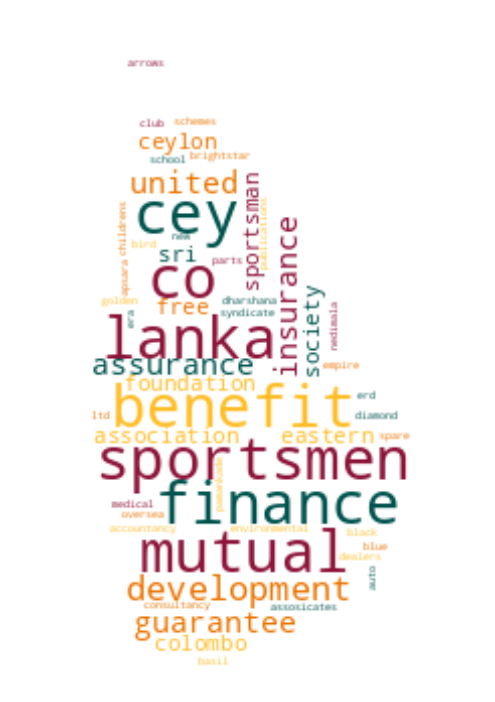 arrows
club schemes
ceylon
school brightstar
united
cey
sportsman
publications
apsara childrens
new
bird
sri
parts
co
insurance
golden
dharshana
free
syndicate
era
society
nedimala
lanka
assurance
empire
foundation
benefit
erd
ltd
diamond
association
eastern
spare
sportsmen
finance
medical
oversea
accountancy
environmental
black
mutual
blue
dealers
auto
development
consultancy
assosicates
guarantee
colombo
basil